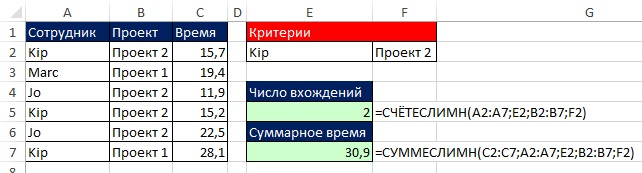 A B C D E F G
1 Сотрудник Проект Время Критерии
2 Kip Проект 2 15,7 Kip Проект 2
3 Marc Проект 1 19,4
4 Jo Проект 2 11,9 Число вхождений
5 Kip Проект 2 15,2 2 =СЧЁТЕСЛИМН(A2:A7;E2;B2:B7;F2)
6 Jo Проект 2 22,5 Суммарное время
7 Kip Проект 1 28,1 30,9 =СУММЕСЛИМН(C2:C7;A2:A7;E2;B2:B7;F2)